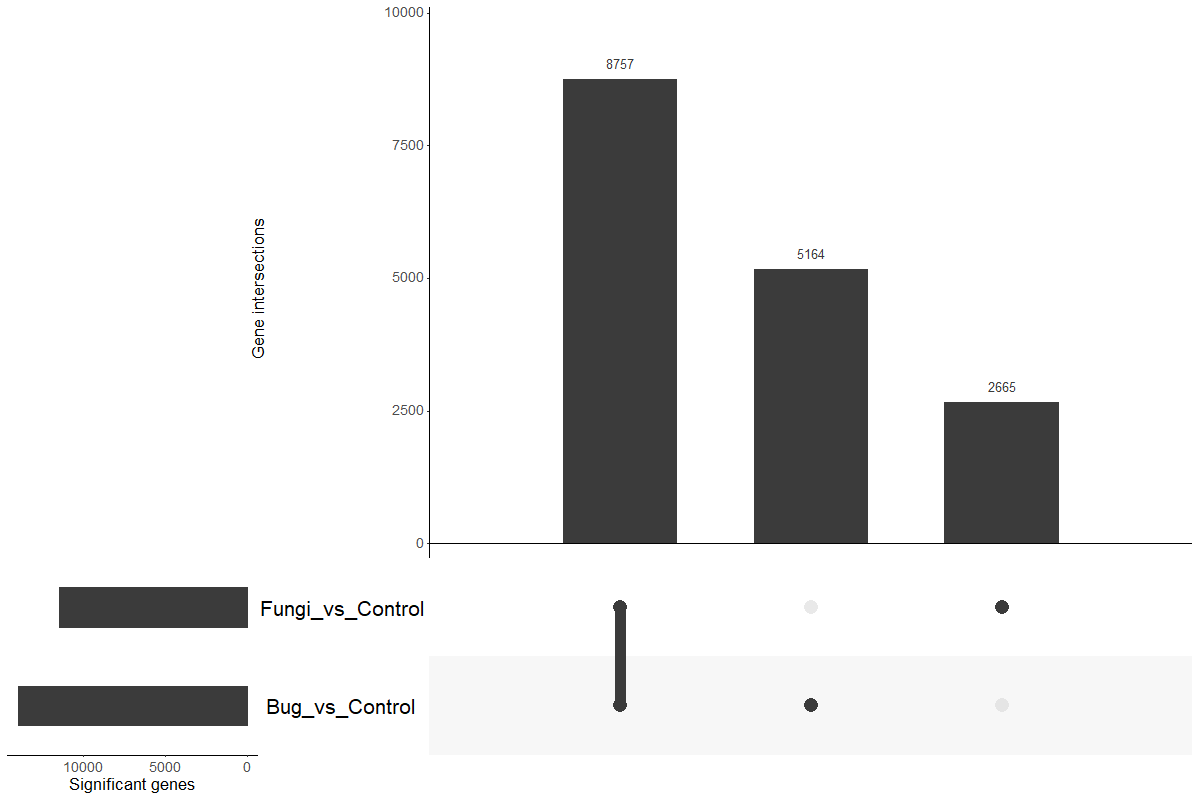 10000
8757
7500
Gene intersections
5164
5000
2665
2500
0
Fungi_vs_Control
Bug_vs_Control
10000 5000 0
Significant genes